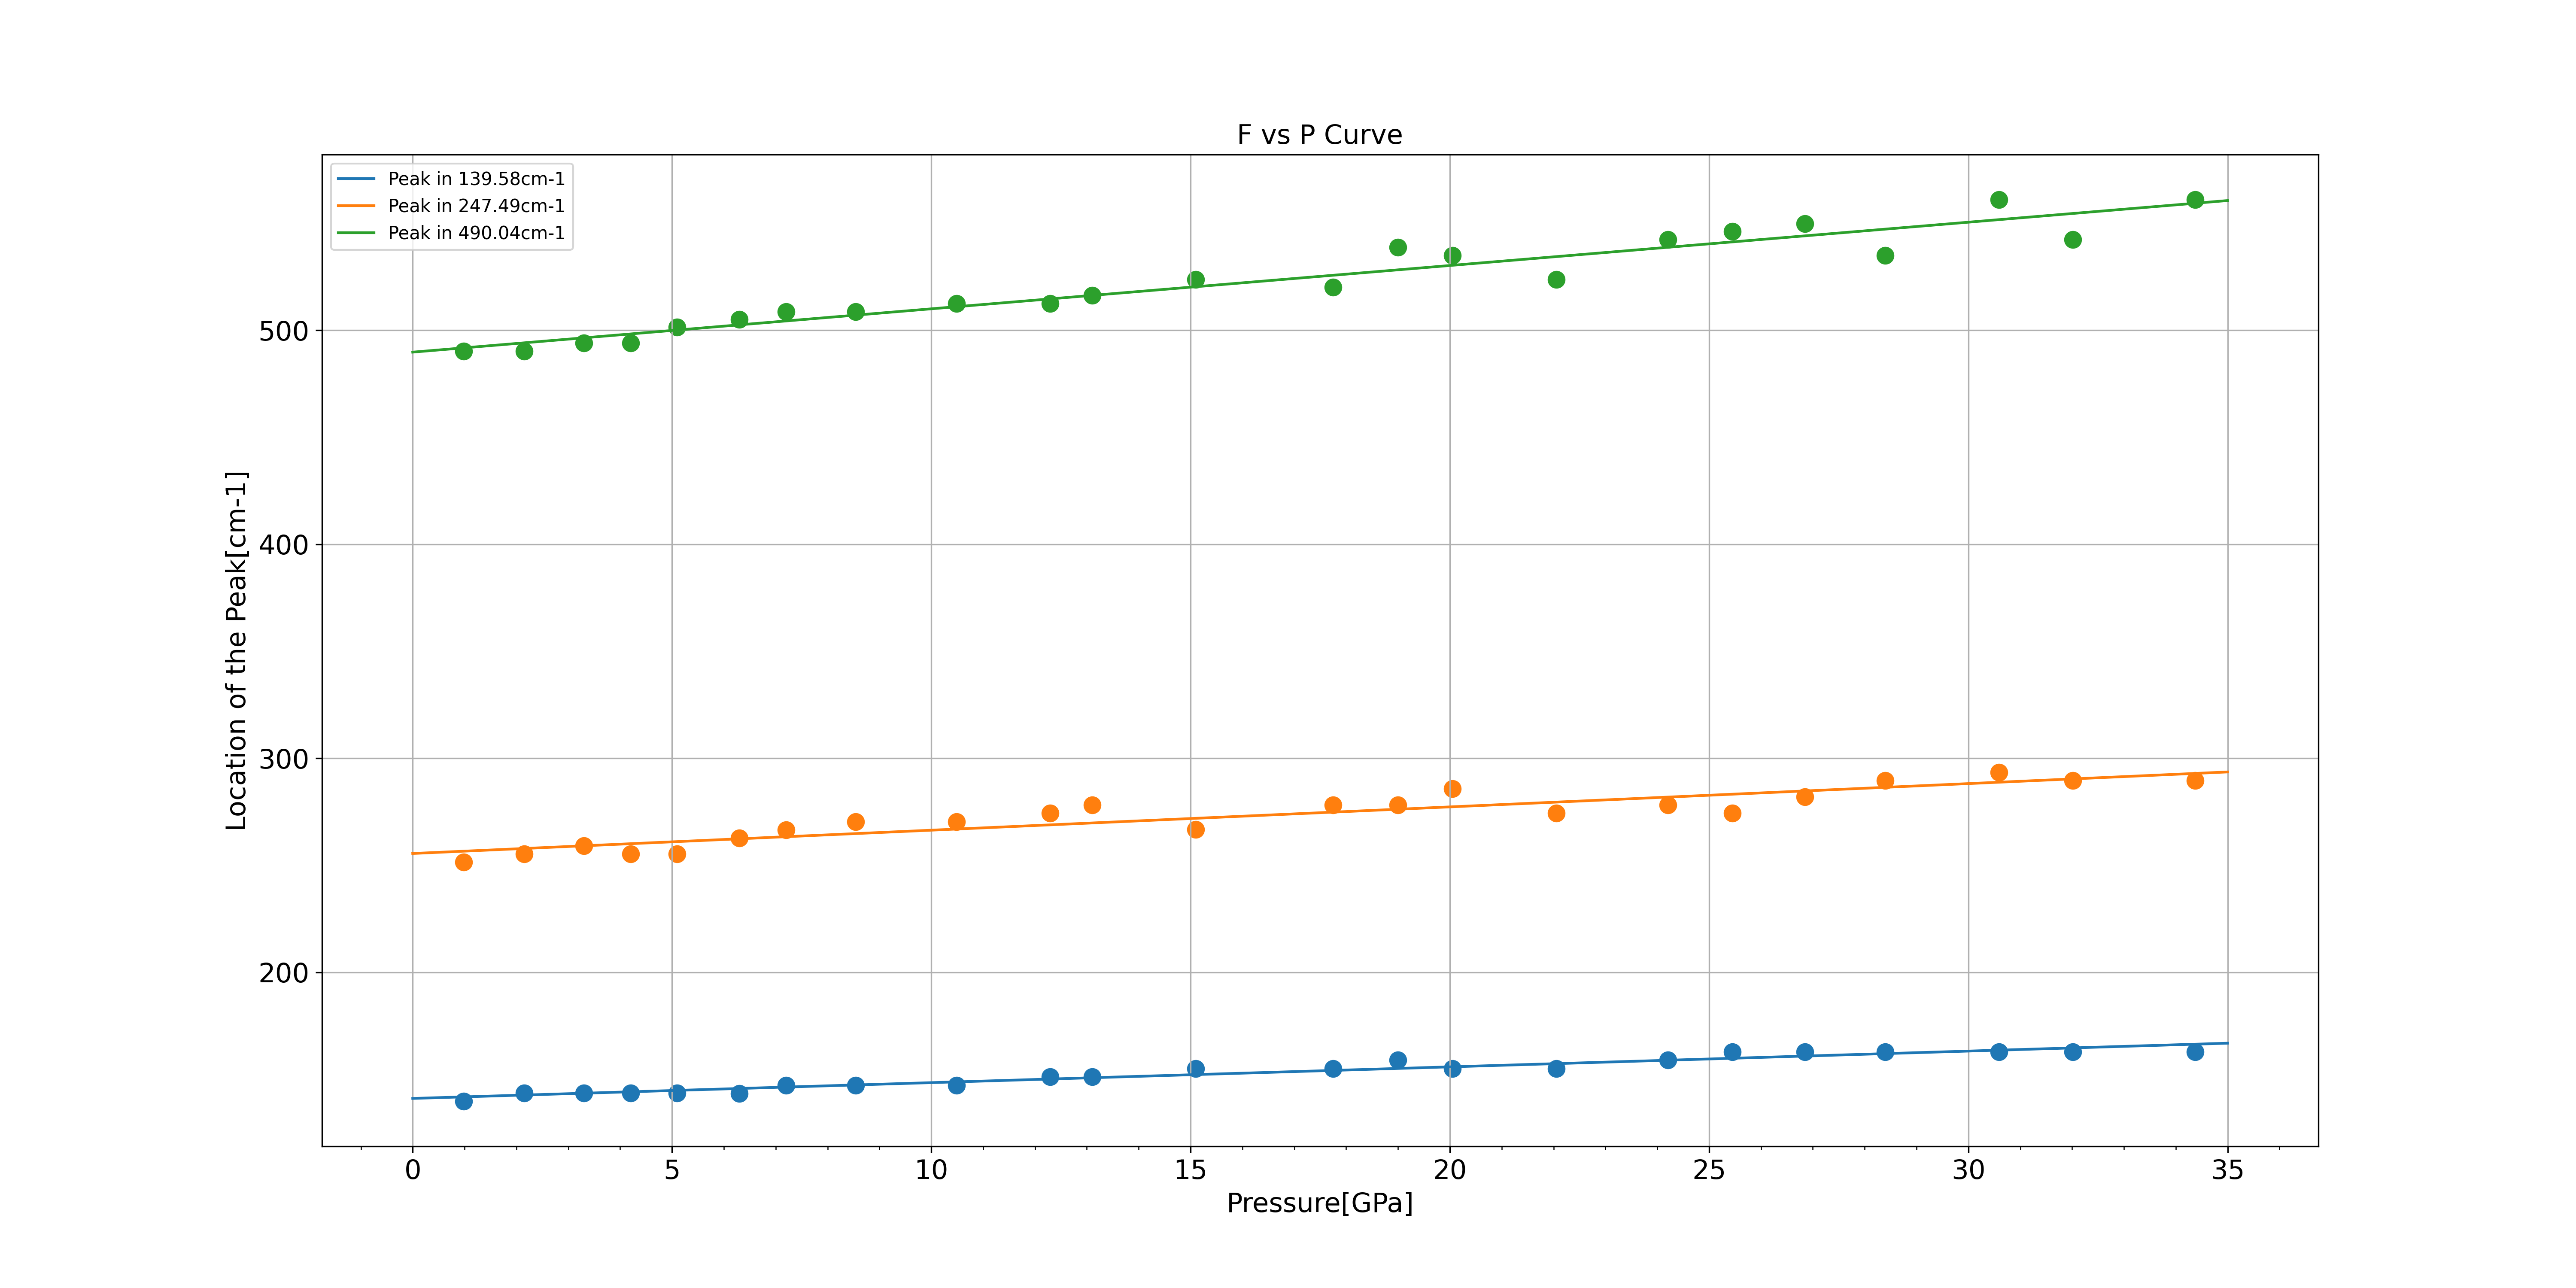 F vs P Curve
Peak in 139.58cm-1
Peak in 247.49cm-1
Peak in 490.04cm-1
Location of the Peak[cm-1]
500
400
300
200
0 5 10 15 20 25 30 35
Pressure[GPa]